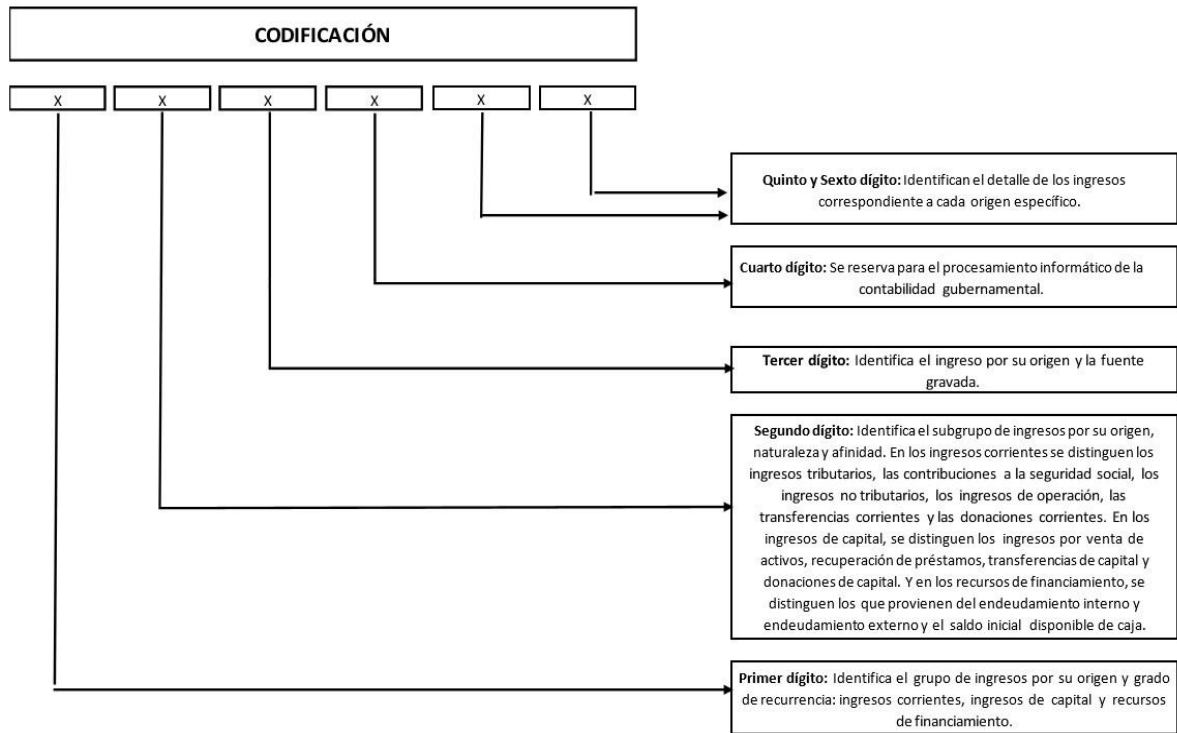 CODIFICACIÓN
X X X X X X
Quinto y Sexto dígito: Identifican el detalle de los ingresos
correspondiente a cada origen específico.
Cuarto dígito: Se reserva para el procesamiento informático de la
contabilidad gubernamental.
Tercer dígito: Identifica el ingreso por su origen y la fuente
gravada.
Segundo dígito: Identifica el subgrupo de ingresos por su origen,
naturaleza y afinidad. En los ingresos corrientes se distinguen los
ingresos tributarios, las contribuciones a la seguridad social, los
ingresos no tributarios, los ingresos de operación, las
transferencias corrientes y las donaciones corrientes. En los
ingresos de capital, se distinguen los ingresos por venta de
activos, recuperación de préstamos, transferencias de capital y
donaciones de capital. Y en los recursos de financiamiento, se
distinguen los que provienen del endeudamiento interno y
endeudamiento externo y el saldo inicial disponible de caja.
Primer dígito: Identifica el grupo de ingresos por su origen y grado
de recurrencia: ingresos corrientes, ingresos de capital y recursos
de financiamiento.